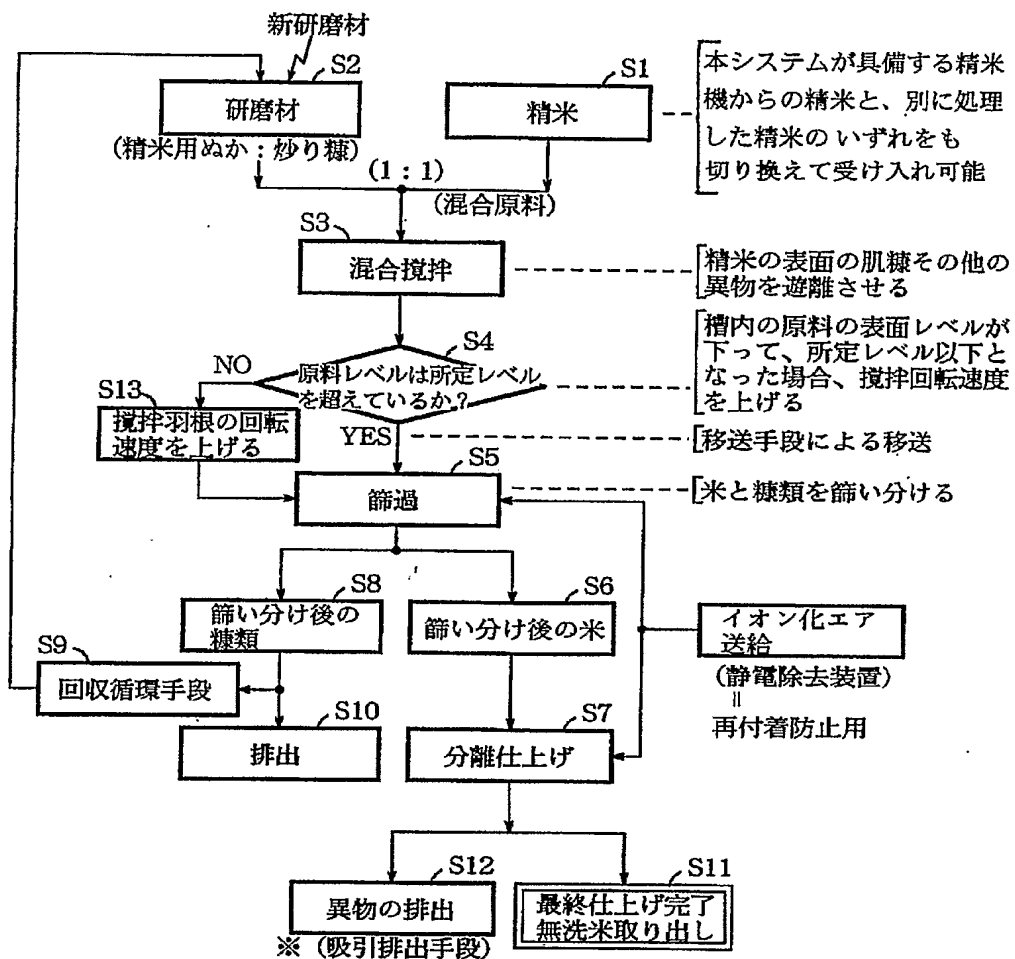 新研磨材
S2
研磨材
(精米用ぬか：炒り糠)
S1
精米
本システムが具備する精米
機からの精米と、別に処理
した精米の いずれをも
切り換えて受け入れ可能
(1：1)
(混合原料)
S3
混合撹拌
精米の表面の肌糠その他の
異物を遊離させる
S4
原料レベルは所定レベル
を超えているか？
NO
YES
槽内の原料の表面レベルが
下って、所定レベル以下と
なった場合、撹拌回転速度
を上げる
S13
撹拌羽根の回転
速度を上げる
移送手段による移送
S5
篩過
米と糠類を篩い分ける
S8
篩い分け後の
糠類
S6
篩い分け後の米
イオン化エア
送給
(静電除去装置)
॥
再付着防止用
S9
回収循環手段
S10
排出
S7
分離仕上げ
S12
異物の排出
※（吸引排出手段）
S11
最終仕上げ完了
無洗米取り出し